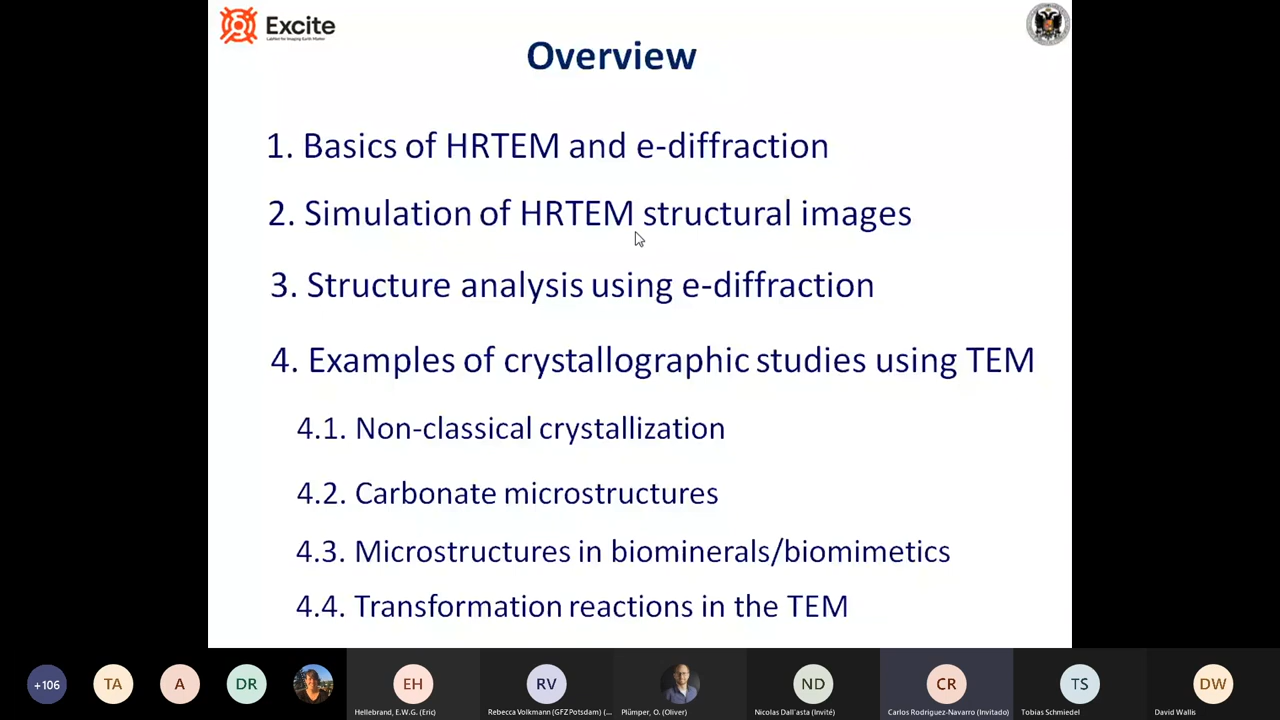 Excite
Overview
1. Basics of HRTEM and e-diffraction
2. Simulation of HRTEM structural images
3. Structure analysis using e-diffraction
4. Examples of crystallographic studies using TEM
4.1. Non-classical crystallization
4.2. Carbonate microstructures
4.3. Microstructures in biominerals/biomimetics
4.4. Transformation reactions in the TEM
+106
TA
A
DR
EH
RV
ND
CR
TS
DW
Hellebrand, E.W.G. (Eric)
Rebecca Volkmann (GFZ Potsdam) (...
Plümper, O. (Oliver)
Nicolas Dall'asta (Invité)
Carlos Rodriguez-Navarro (Invitado)
Tobias Schmiedel
David Wallis